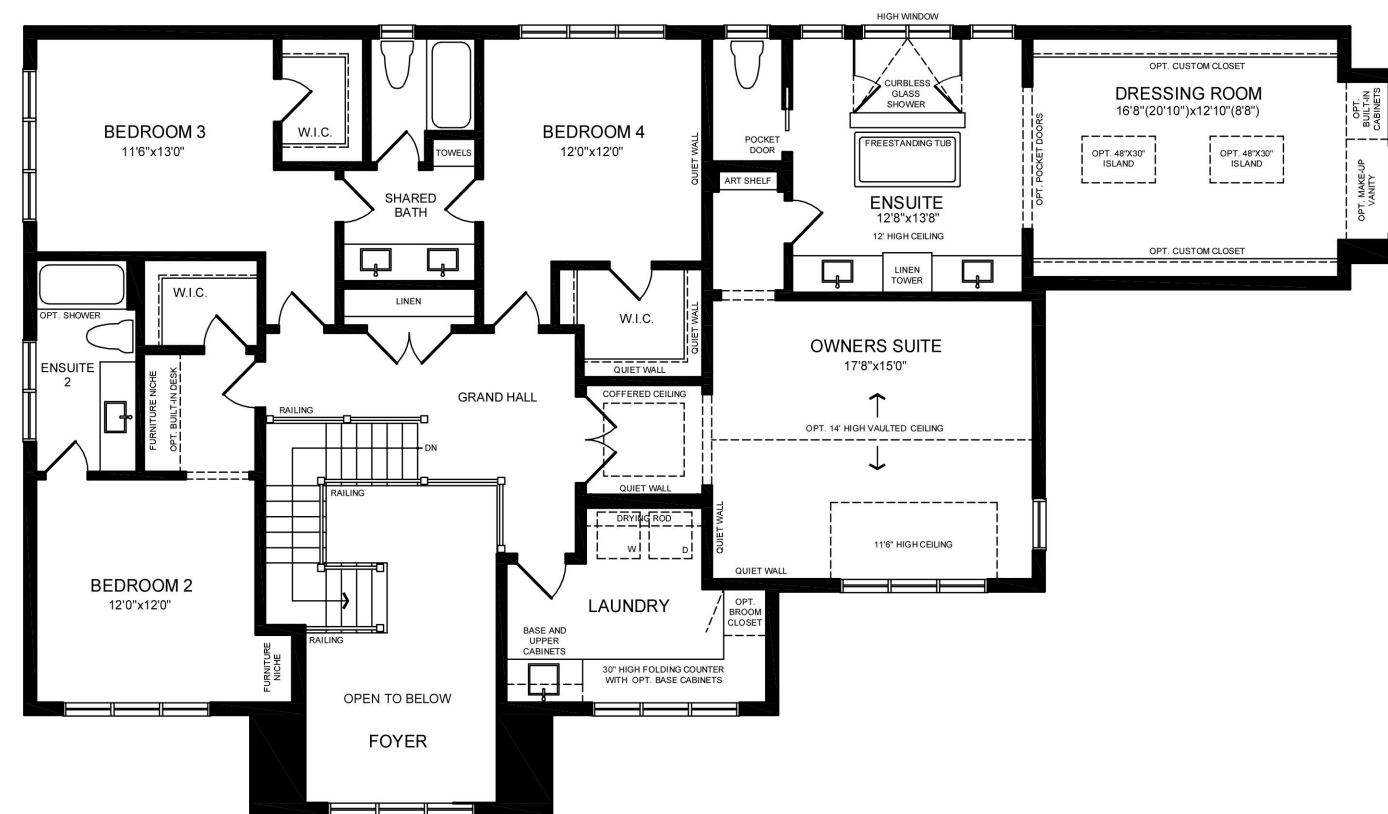 HIGH WINDOW
OPT. CUSTOM CLOSET
DRESSING ROOM
16'8"(20'10")x12'10"(8'8")
OPT. 48"X30"
ISLAND
OPT. 48"X30"
ISLAND
OPT.
BUILT-IN
CABINETS
OPT. MAKE-UP
VANITY
OPT. CUSTOM CLOSET
OPT. POCKET DOORS
CURBLESS
GLASS
SHOWER
FREESTANDING TUB
ENSUITE
12'8"x13'8"
12' HIGH CEILING
LINEN
TOWER
POCKET
DOOR
ART SHELF
BEDROOM 3
11'6"x13'0"
W.I.C.
TOWELS
SHARED
BATH
BEDROOM 4
12'0"x12'0"
QUIET WALL
LINEN
W.I.C.
QUIET WALL
QUIET WALL
W.I.C.
OPT. SHOWER
ENSUITE
2
FURNITURE NICHE
OPT. BUILT-IN DESK
GRAND HALL
RAILING
DN
RAILING
RAILING
COFFERED CEILING
QUIET WALL
OWNERS SUITE
17'8"x15'0"
OPT. 14' HIGH VAULTED CEILING
11'6" HIGH CEILING
QUIET WALL
QUIET WALL
DRYING ROD
W
D
LAUNDRY
OPT.
BROOM
CLOSET
BASE AND
UPPER
CABINETS
30" HIGH FOLDING COUNTER
WITH OPT. BASE CABINETS
BEDROOM 2
12'0"x12'0"
FURNITURE
NICHE
OPEN TO BELOW
FOYER